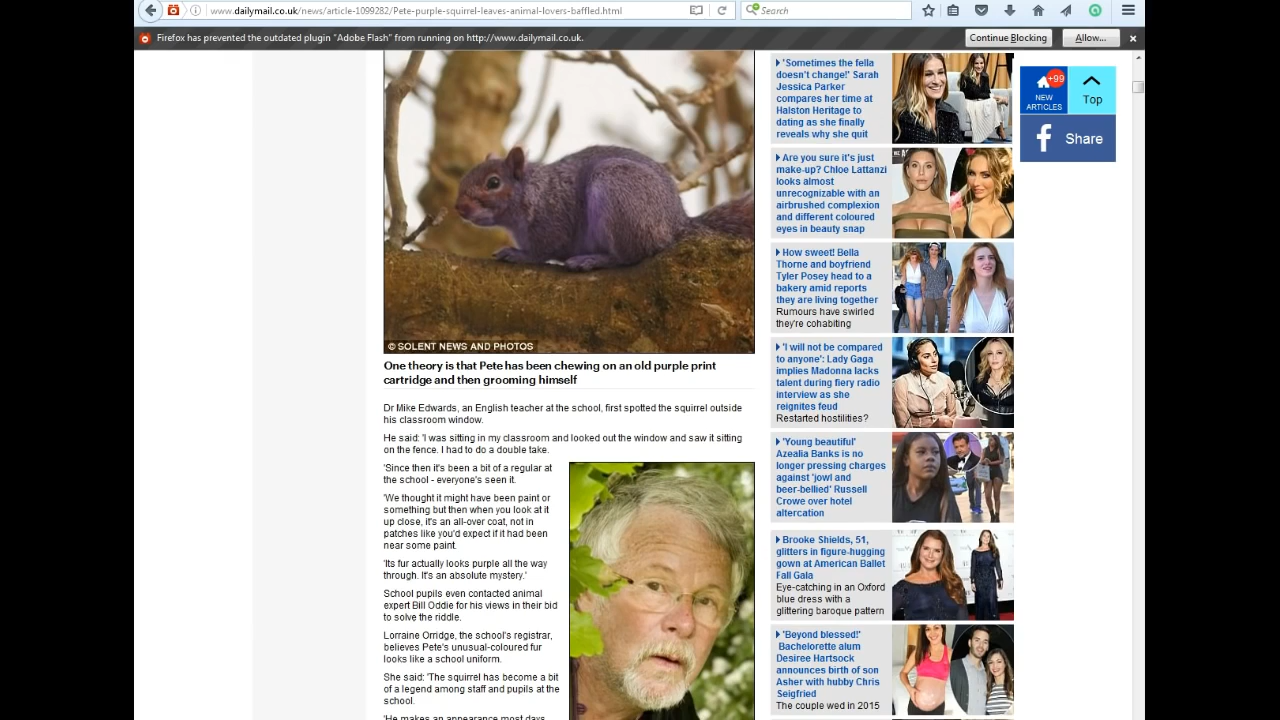 www.dailymail.co.uk/news/article-1099282/Pete-purple-squirrel-leaves-animal-lovers-baffled.html
Search
Firefox has prevented the outdated plugin "Adobe Flash" from running on http://www.dailymail.co.uk.
Continue Blocking
Allow...
© SOLENT NEWS AND PHOTOS
One theory is that Pete has been chewing on an old purple print
cartridge and then grooming himself
Dr Mike Edwards, an English teacher at the school, first spotted the squirrel outside
his classroom window.
He said: 'I was sitting in my classroom and looked out the window and saw it sitting
on the fence. I had to do a double take.
'Since then it's been a bit of a regular at
the school - everyone's seen it.
'We thought it might have been paint or
something but then when you look at it
up close, it's an all-over coat, not in
patches like you'd expect if it had been
near some paint.
'Its fur actually looks purple all the way
through. It's an absolute mystery.'
School pupils even contacted animal
expert Bill Oddie for his views in their bid
to solve the riddle.
Lorraine Orridge, the school's registrar,
believes Pete's unusual-coloured fur
looks like a school uniform.
She said: 'The squirrel has become a bit
of a legend among staff and pupils at the
school.
'He makes an appearance most days
'Sometimes the fella
doesn't change!' Sarah
Jessica Parker
compares her time at
Halston Heritage to
dating as she finally
reveals why she quit
Are you sure it's just
make-up? Chloe Lattanzi
looks almost
unrecognizable with an
airbrushed complexion
and different coloured
eyes in beauty snap
How sweet! Bella
Thorne and boyfriend
Tyler Posey head to a
bakery amid reports
they are living together
Rumours have swirled
they're cohabiting
'I will not be compared
to anyone': Lady Gaga
implies Madonna lacks
talent during fiery radio
interview as she
reignites feud
Restarted hostilities?
'Young beautiful'
Azealia Banks is no
longer pressing charges
against 'jowl and
beer-bellied' Russell
Crowe over hotel
altercation
Brooke Shields, 51,
glitters in figure-hugging
gown at American Ballet
Fall Gala
Eye-catching in an Oxford
blue dress with a
glittering baroque pattern
'Beyond blessed!'
Bachelorette alum
Desiree Hartsock
announces birth of son
Asher with hubby Chris
Seigfried
The couple wed in 2015
+99
NEW
ARTICLES
Top
f Share